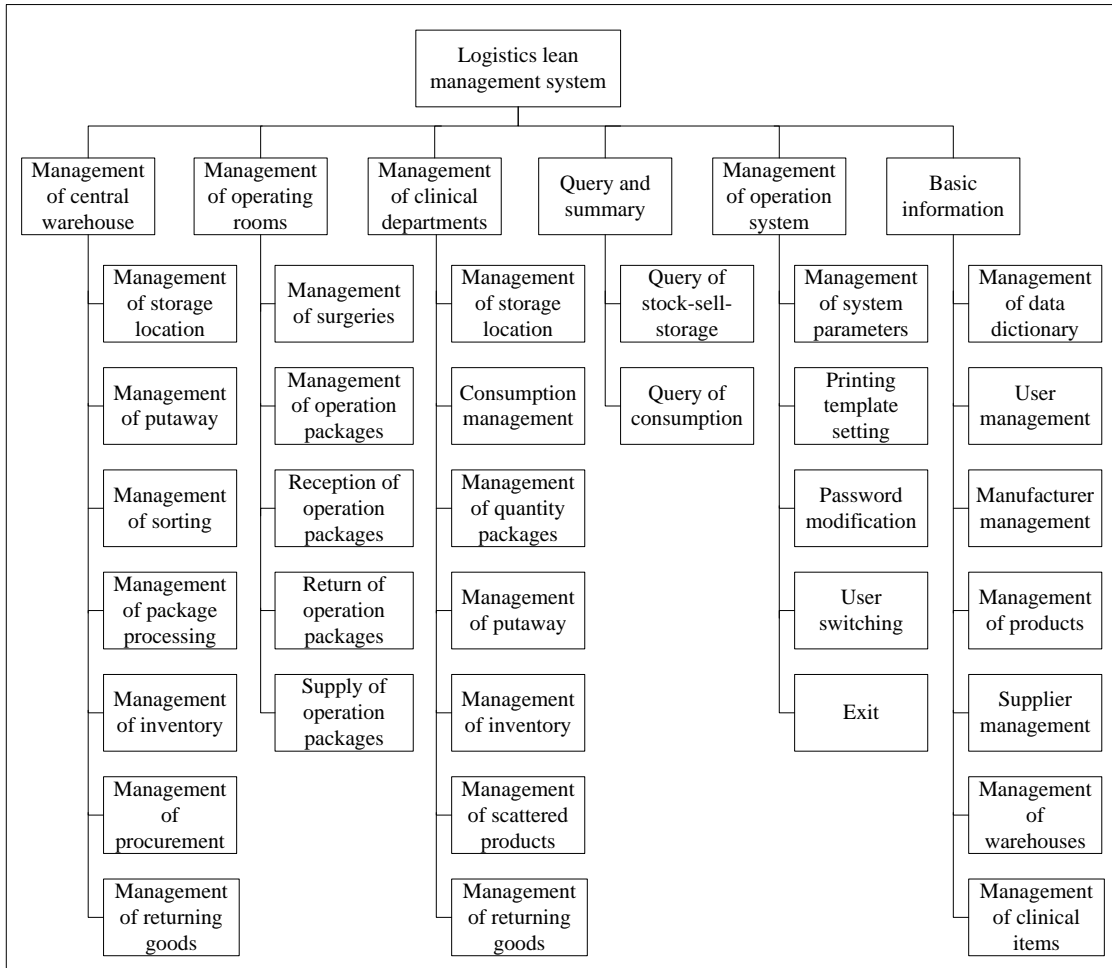 Logistics lean
management system
Management
of central
warehouse
Management
of operating
rooms
Management
of clinical
departments
Query and
summary
Management
of operation
system
Basic
information
Management
of storage
location
Management
of putaway
Management
of sorting
Management
of package
processing
Management
of inventory
Management
of
procurement
Management
of returning
goods
Management
of surgeries
Management
of operation
packages
Reception of
operation
packages
Return of
operation
packages
Supply of
operation
packages
Management
of storage
location
Consumption
management
Management
of quantity
packages
Management
of putaway
Management
of inventory
Management
of scattered
products
Management
of returning
goods
Query of
stock-sell-
storage
Query of
consumption
Management
of system
parameters
Printing
template
setting
Password
modification
User
switching
Exit
Management
of data
dictionary
User
management
Manufacturer
management
Management
of products
Supplier
management
Management
of
warehouses
Management
of clinical
items